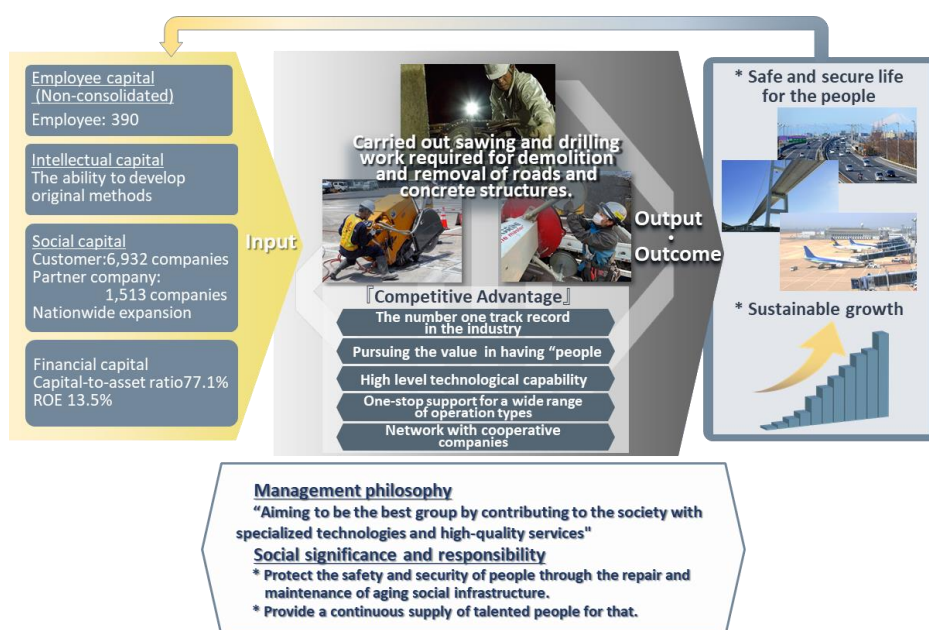 Employee capital
(Non-consolidated)
Employee: 390
Intellectual capital
The ability to develop
original methods
Social capital
Customer:6,932 companies
Partner company:
1,513 companies
Nationwide expansion
Financial capital
Capital-to-asset ratio77.1%
ROE 13.5%
Input
Carried out sawing and drilling
work required for demolition
and removal of roads and
concrete structures.
『Competitive Advantage』
The number one track record
in the industry
Pursuing the value in having “people
High level technological capability
One-stop support for a wide range
of operation types
Network with cooperative
companies
Output
・
Outcome
* Safe and secure life
for the people
* Sustainable growth
Management philosophy
“Aiming to be the best group by contributing to the society with
specialized technologies and high-quality services"
Social significance and responsibility
* Protect the safety and security of people through the repair and
maintenance of aging social infrastructure.
* Provide a continuous supply of talented people for that.